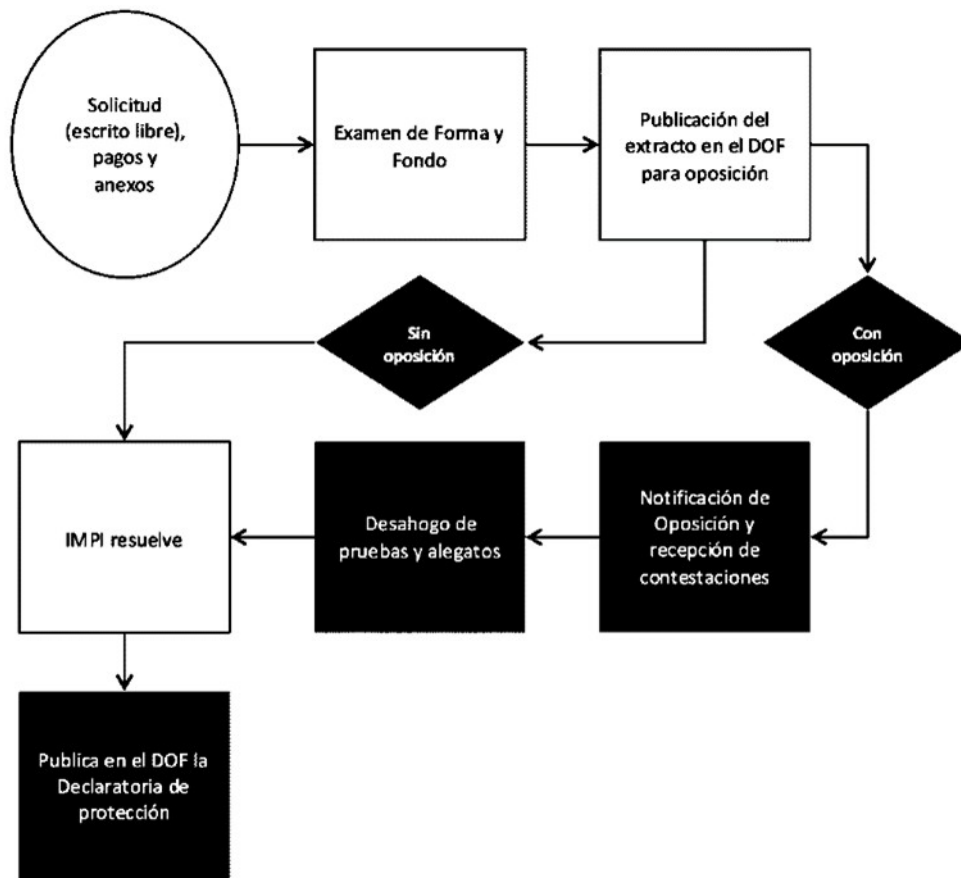 Solicitud
(escrito libre),
pagos y
anexos
Examen de Forma y
Fondo
Publicación del
extracto en el DOF
para oposición
Sin
oposición
Con
oposición
IMPI resuelve
Desahogo de
pruebas y alegatos
Notificación de
Oposición y
recepción de
contestaciones
Publica en el DOF la
Declaratoria de
protección